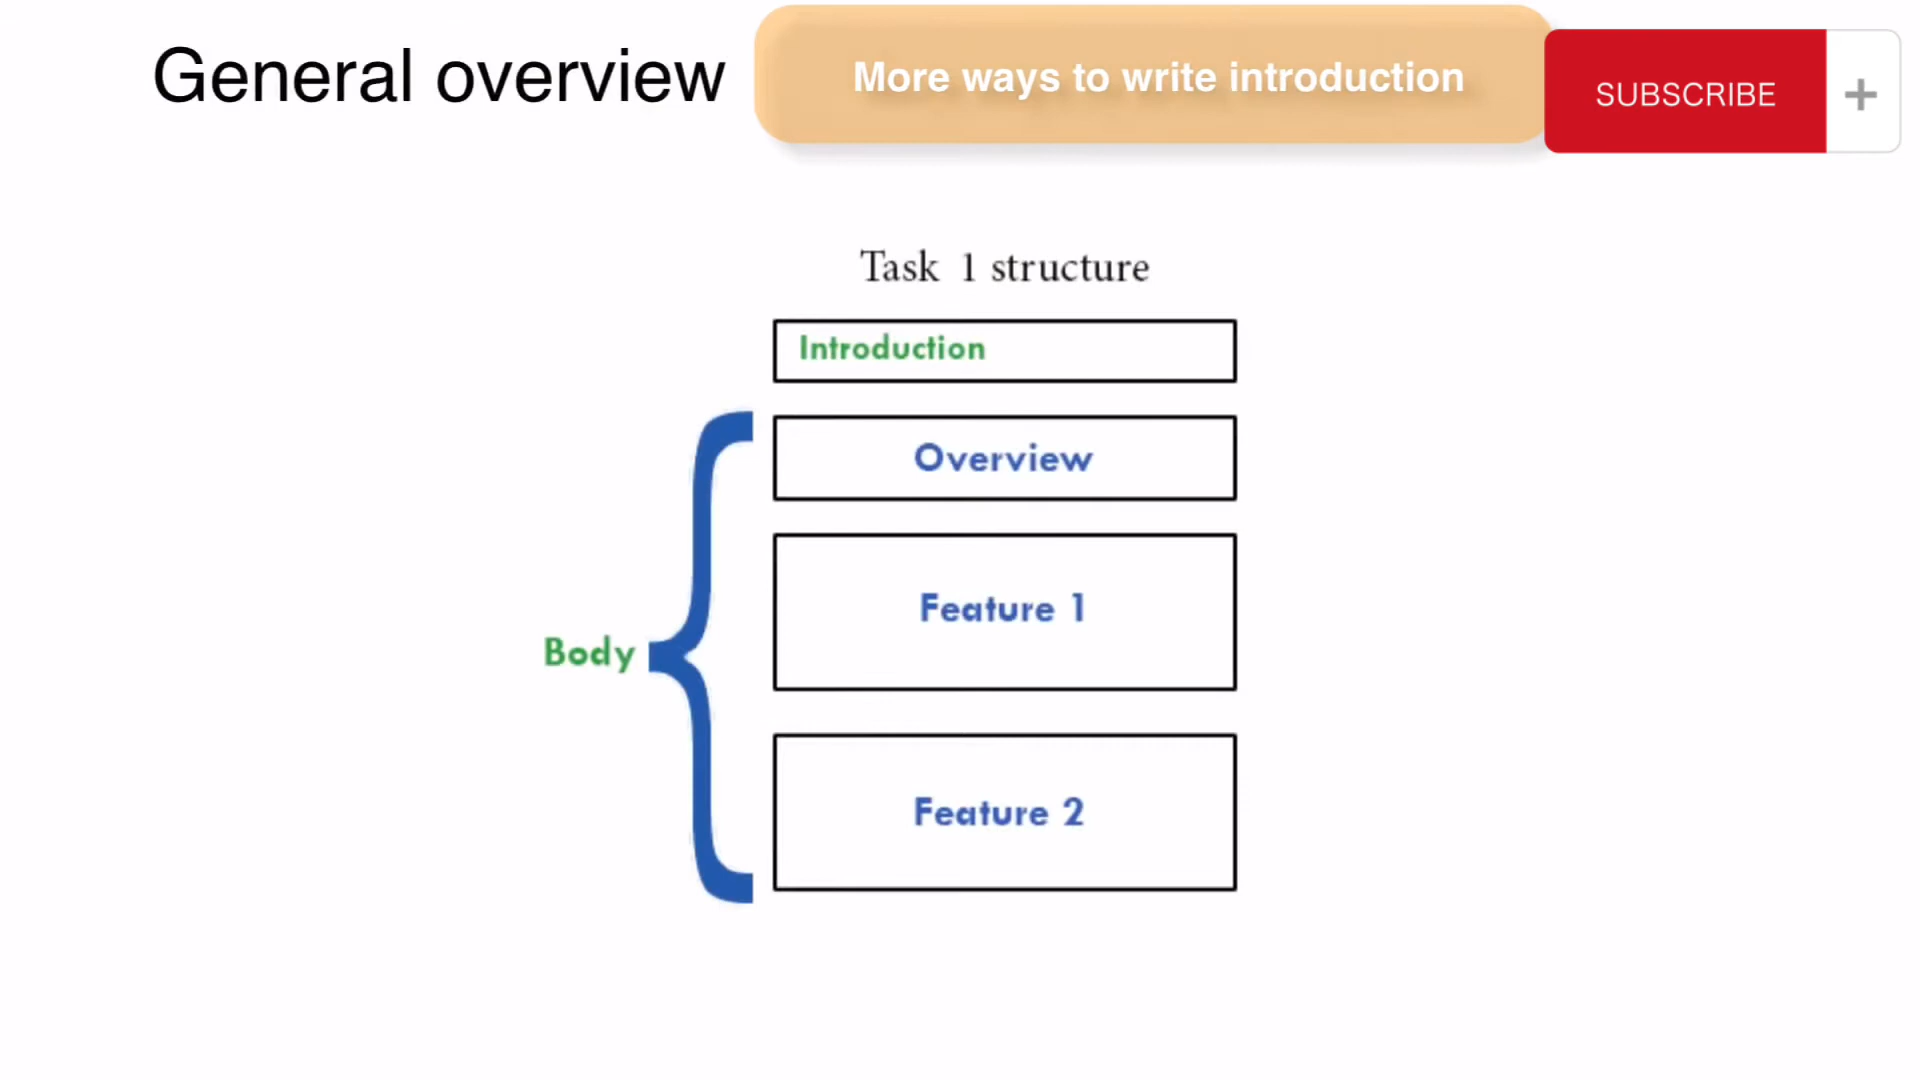 General overview
More ways to write introduction
SUBSCRIBE +
Task 1 structure
Introduction
Overview
Feature 1
Body
Feature 2